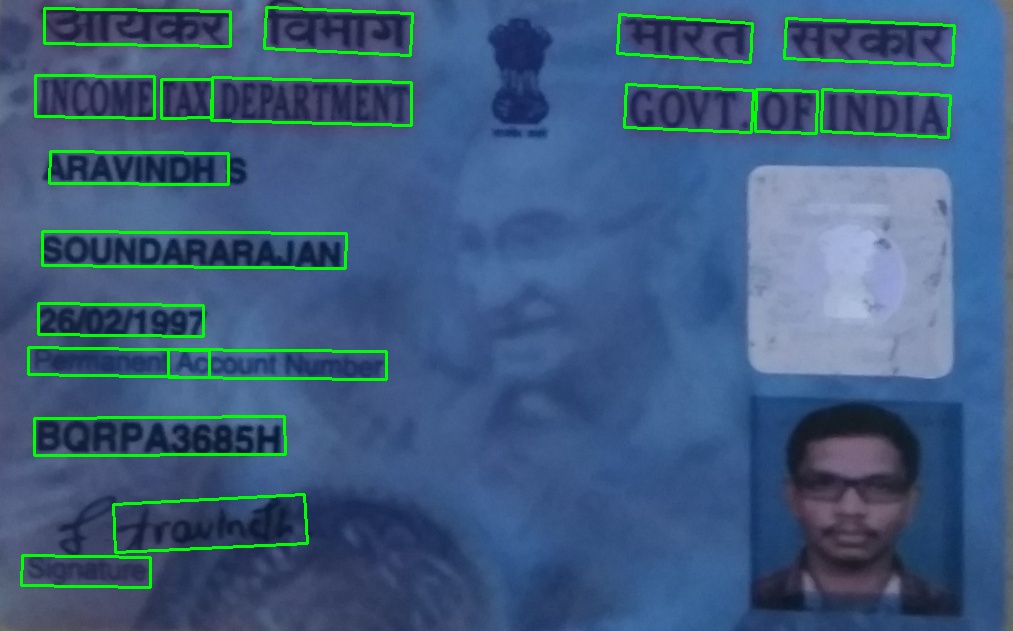 आयकर विभाग भारत सरकार
INCOME TAX DEPARTMENT GOVT. OF INDIA
ARAVINDH S
SOUNDARARAJAN
26/02/1997
Permanent Account Number
BQRPA3685H
S Aravindh
Signature